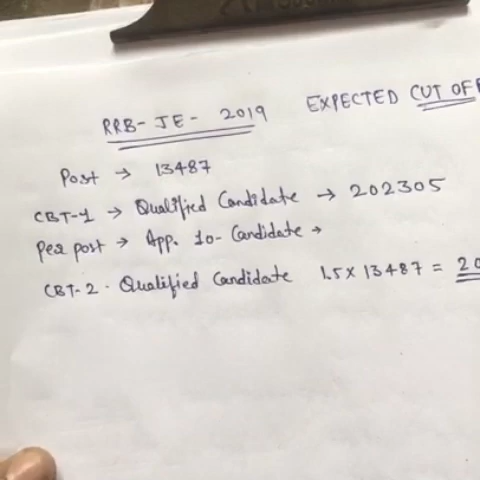 RRB- JE - 2019 EXPECTED CUT OF
Post → 13487
CBT-1 → Qualified Candidate → 202305
Per post → App. 10- Candidate →
CBT-2. Qualified Candidate 1.5 x 13487 = 20